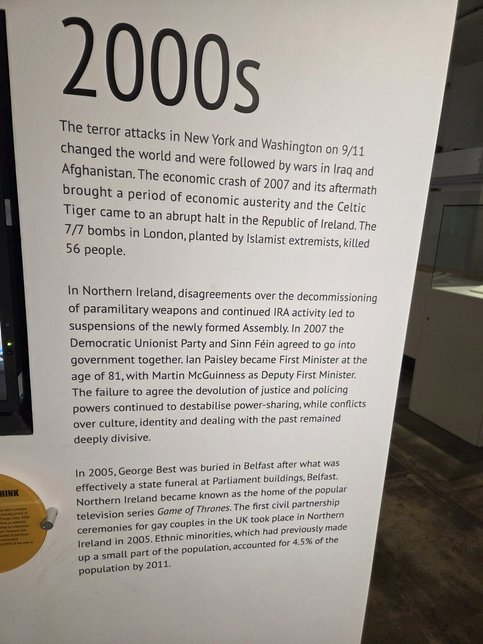 2000s
The terror attacks in New York and Washington on 9/11
changed the world and were followed by wars in Iraq and
Afghanistan. The economic crash of 2007 and its aftermath
brought a period of economic austerity and the Celtic
Tiger came to an abrupt halt in the Republic of Ireland. The
7/7 bombs in London, planted by Islamist extremists, killed
56 people.
In Northern Ireland, disagreements over the decommissioning
of paramilitary weapons and continued IRA activity led to
suspensions of the newly formed Assembly. In 2007 the
Democratic Unionist Party and Sinn Féin agreed to go into
government together. Ian Paisley became First Minister at the
age of 81, with Martin McGuinness as Deputy First Minister.
The failure to agree the devolution of justice and policing
powers continued to destabilise power-sharing, while conflicts
over culture, identity and dealing with the past remained
deeply divisive.
In 2005, George Best was buried in Belfast after what was
effectively a state funeral at Parliament buildings, Belfast.
Northern Ireland became known as the home of the popular
television series Game of Thrones. The first civil partnership
ceremonies for gay couples in the UK took place in Northern
Ireland in 2005. Ethnic minorities, which had previously made
up a small part of the population, accounted for 4.5% of the
population by 2011.
HINK